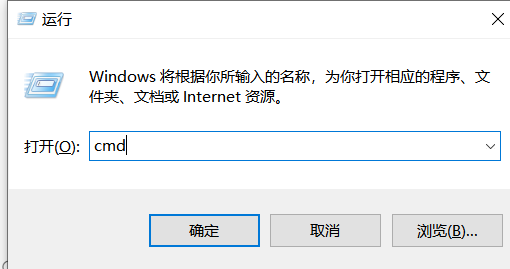 运行
Windows 将根据你所输入的名称，为你打开相应的程序、文
件夹、文档或 Internet 资源。
打开(O): cmd
确定 取消 浏览(B)...